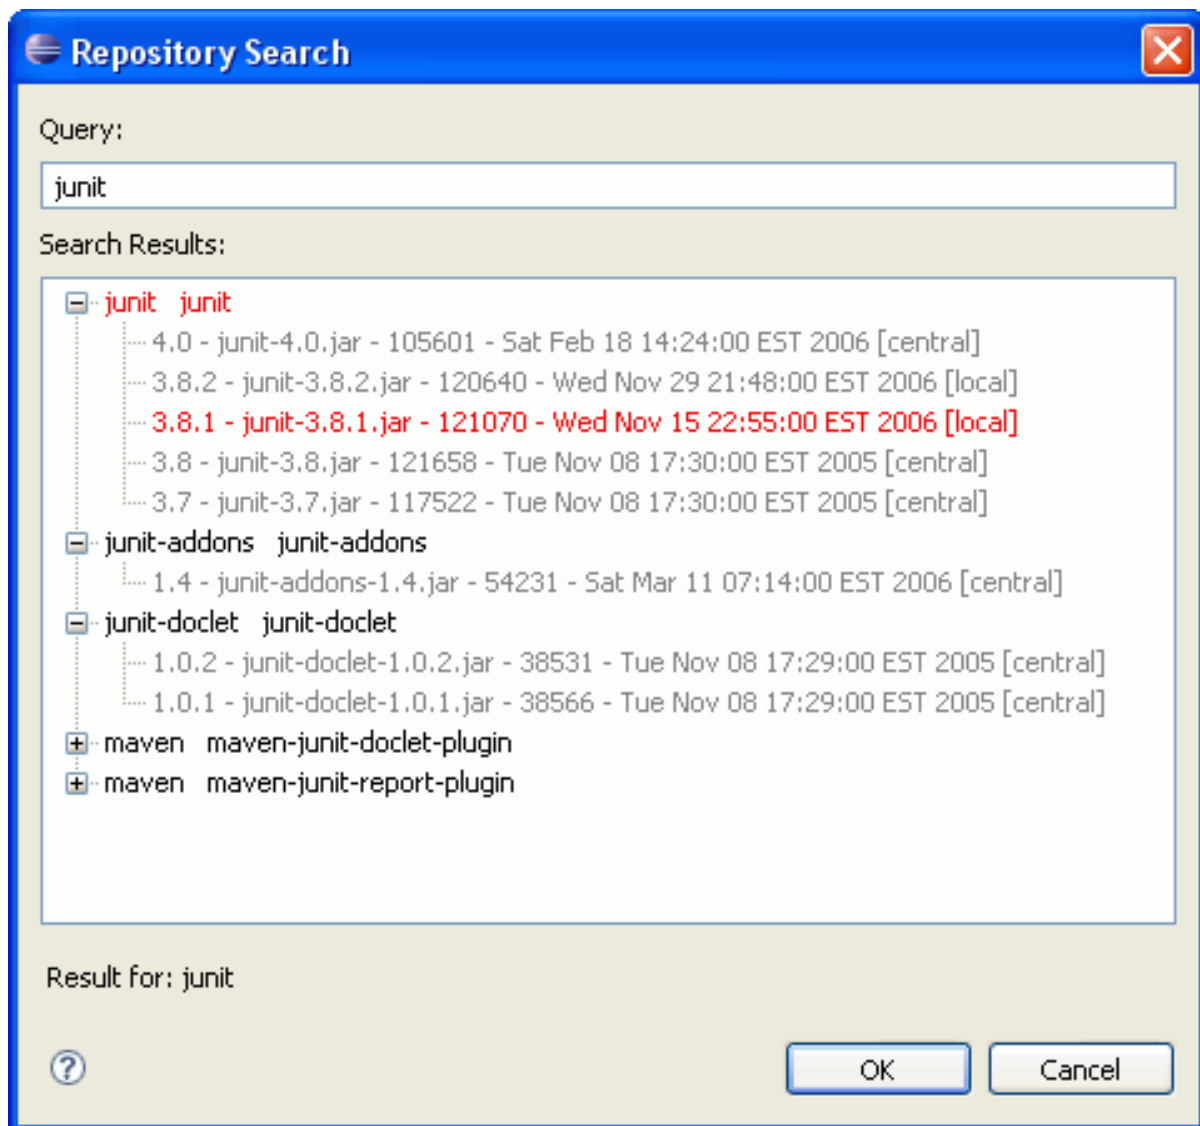 Repository Search
Query:
junit
Search Results:
junit junit
4.0 - junit-4.0.jar - 105601 - Sat Feb 18 14:24:00 EST 2006 [central]
3.8.2 - junit-3.8.2.jar - 120640 - Wed Nov 29 21:48:00 EST 2006 [local]
3.8.1 - junit-3.8.1.jar - 121070 - Wed Nov 15 22:55:00 EST 2006 [local]
3.8 - junit-3.8.jar - 121658 - Tue Nov 08 17:30:00 EST 2005 [central]
3.7 - junit-3.7.jar - 117522 - Tue Nov 08 17:30:00 EST 2005 [central]
junit-addons junit-addons
1.4 - junit-addons-1.4.jar - 54231 - Sat Mar 11 07:14:00 EST 2006 [central]
junit-doclet junit-doclet
1.0.2 - junit-doclet-1.0.2.jar - 38531 - Tue Nov 08 17:29:00 EST 2005 [central]
1.0.1 - junit-doclet-1.0.1.jar - 38566 - Tue Nov 08 17:29:00 EST 2005 [central]
maven maven-junit-doclet-plugin
maven maven-junit-report-plugin
Result for: junit
? OK Cancel